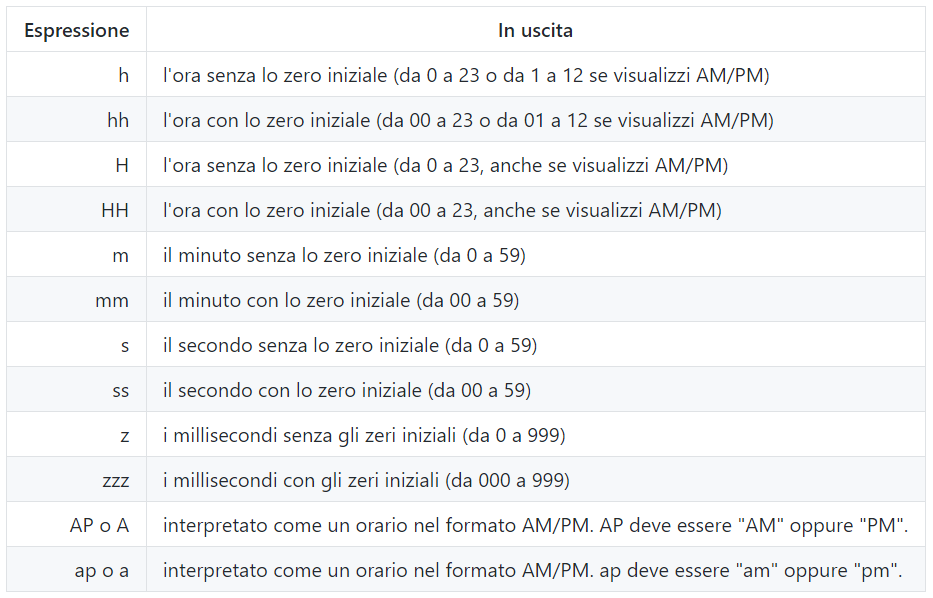 Espressione In uscita
h l'ora senza lo zero iniziale (da 0 a 23 o da 1 a 12 se visualizzi AM/PM)
hh l'ora con lo zero iniziale (da 00 a 23 o da 01 a 12 se visualizzi AM/PM)
H l'ora senza lo zero iniziale (da 0 a 23, anche se visualizzi AM/PM)
HH l'ora con lo zero iniziale (da 00 a 23, anche se visualizzi AM/PM)
m il minuto senza lo zero iniziale (da 0 a 59)
mm il minuto con lo zero iniziale (da 00 a 59)
s il secondo senza lo zero iniziale (da 0 a 59)
ss il secondo con lo zero iniziale (da 00 a 59)
z i millisecondi senza gli zeri iniziali (da 0 a 999)
zzz i millisecondi con gli zeri iniziali (da 000 a 999)
AP o A interpretato come un orario nel formato AM/PM. AP deve essere "AM" oppure "PM".
ap o a interpretato come un orario nel formato AM/PM. ap deve essere "am" oppure "pm".